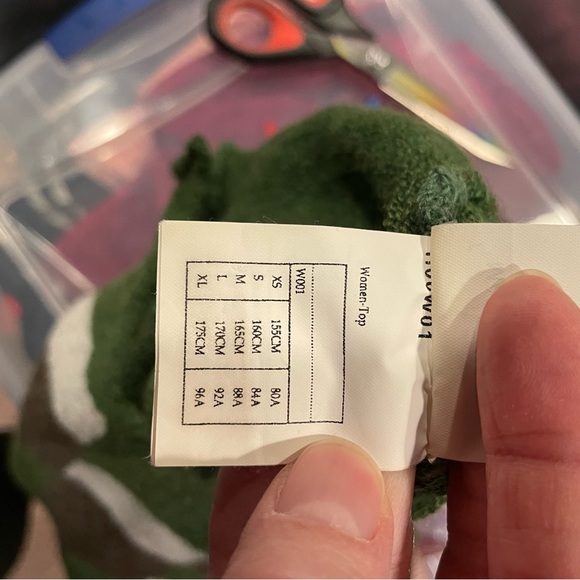 Women-Top
W001
XS 155CM 80A
S 160CM 84A
M 165CM 88A
L 170CM 92A
XL 175CM 96A